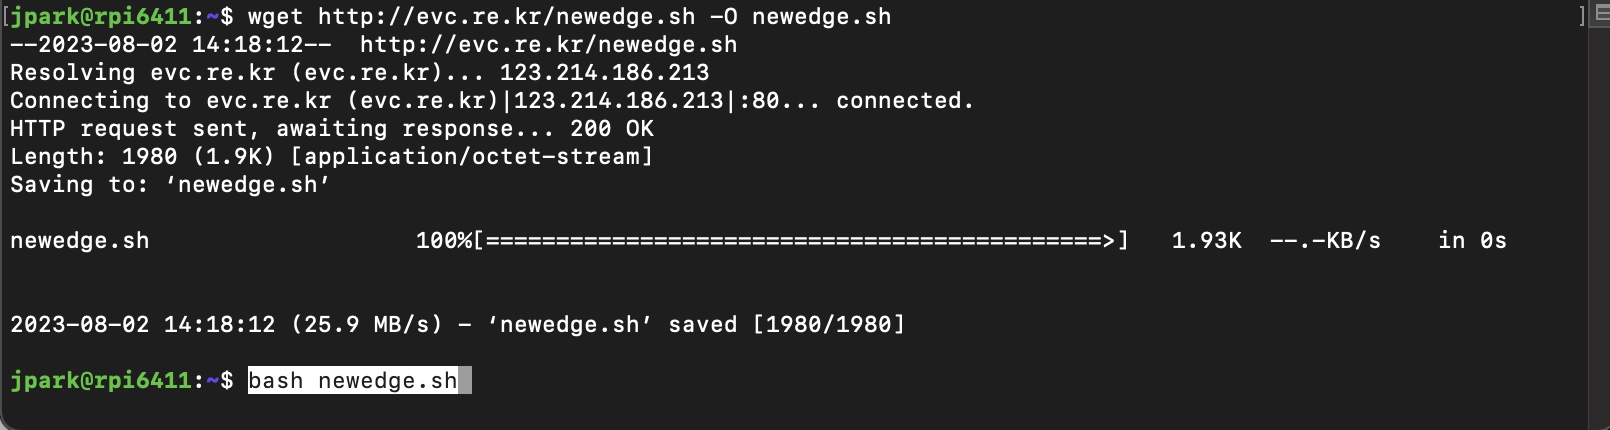 [jpark@rpi6411:~$ wget http://evc.re.kr/newedge.sh -O newedge.sh ]
--2023-08-02 14:18:12--  http://evc.re.kr/newedge.sh
Resolving evc.re.kr (evc.re.kr)... 123.214.186.213
Connecting to evc.re.kr (evc.re.kr)|123.214.186.213|:80... connected.
HTTP request sent, awaiting response... 200 OK
Length: 1980 (1.9K) [application/octet-stream]
Saving to: ‘newedge.sh’
newedge.sh                   100%[============================================>]   1.93K  --.-KB/s    in 0s
2023-08-02 14:18:12 (25.9 MB/s) - ‘newedge.sh’ saved [1980/1980]
jpark@rpi6411:~$ bash newedge.sh